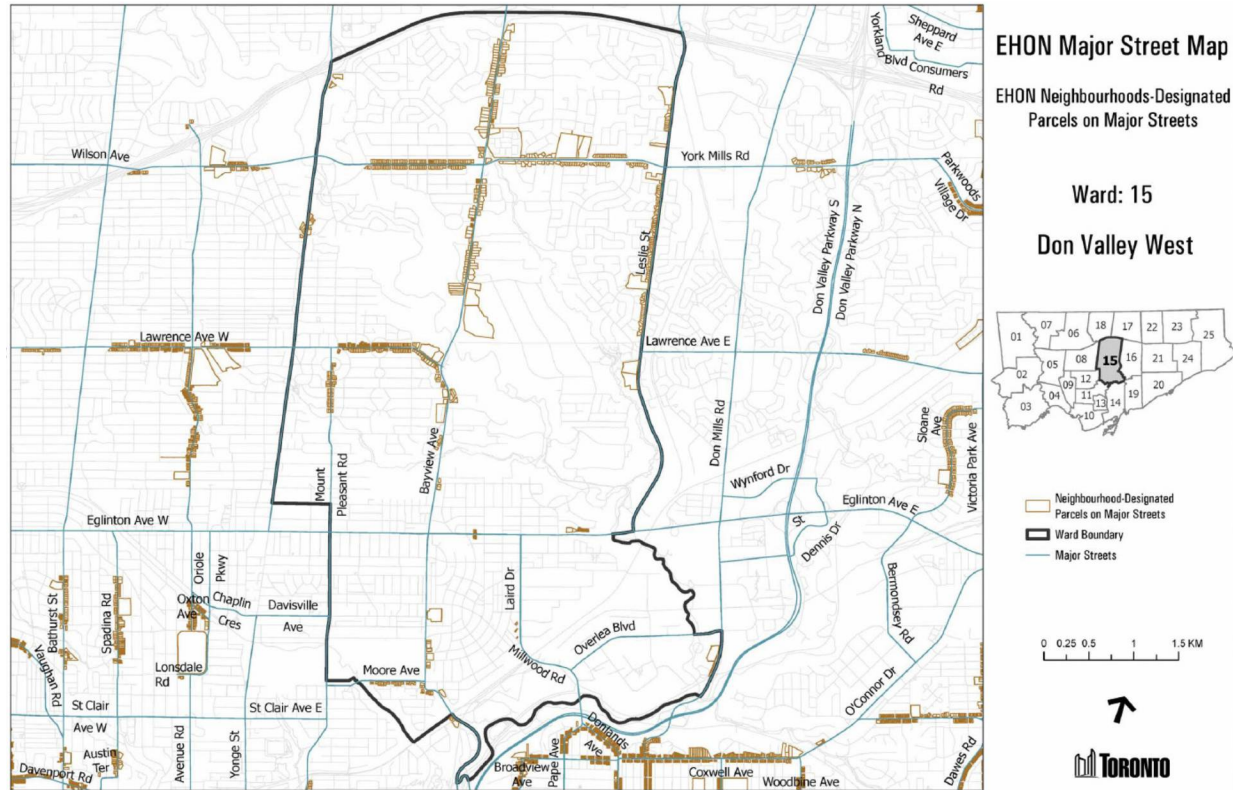 Sheppard
Ave E
Yorkland
Blvd Consumers
Rd
Wilson Ave
York Mills Rd
Parkwoods
Village Dr
Don Valley Parkway S
Don Valley Parkway N
Leslie St
Lawrence Ave W
Lawrence Ave E
Mount
Pleasant Rd
Bayview Ave
Don Mills Rd
Sloane
Ave
Victoria Park Ave
Wynford Dr
Eglinton Ave W
Eglinton Ave E
St
Dennis Dr
Oriole
Pkwy
Laird Dr
Bermondsey
Rd
Bathurst St
Spadina Rd
Oxton
Ave
Chaplin
Cres
Davisville
Ave
Overlea Blvd
Vaughan Rd
Lonsdale
Rd
Moore Ave
Millwood Rd
O'Connor Dr
St Clair
Ave W
St Clair Ave E
Donlands
Ave
Austin
Ter
Davenport Rd
Avenue Rd
Yonge St
Broadview
Ave
Pape Ave
Coxwell Ave
Woodbine Ave
Dawes Rd
EHON Major Street Map
EHON Neighbourhoods-Designated
Parcels on Major Streets
Ward: 15
Don Valley West
01
07
06
18
17
22
23
25
02
05
08
15
16
21
24
03
04
09
12
11
10
13
14
19
20
Neighbourhood-Designated
Parcels on Major Streets
Ward Boundary
Major Streets
0 0.25 0.5 1 1.5 KM
TORONTO